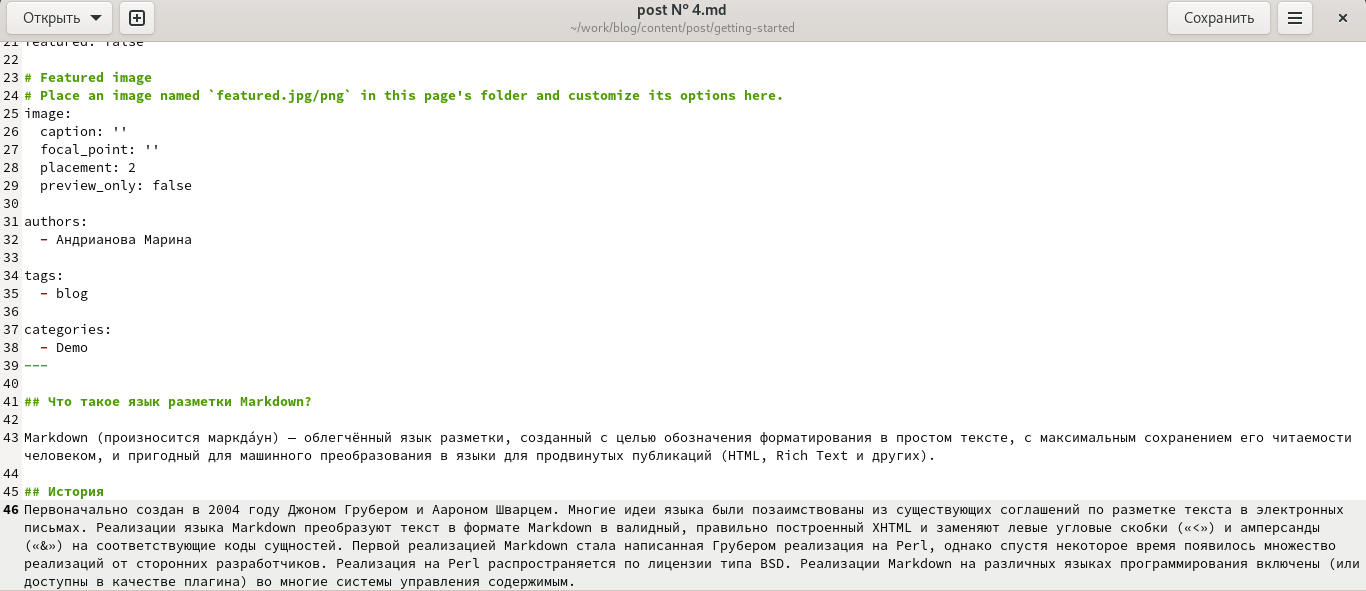 Открыть
post № 4.md
~/work/blog/content/post/getting-started
Сохранить
21 featured: false
22
23 # Featured image
24 # Place an image named `featured.jpg/png` in this page's folder and customize its options here.
25 image:
26   caption: ''
27   focal_point: ''
28   placement: 2
29   preview_only: false
30
31 authors:
32   - Андрианова Марина
33
34 tags:
35   - blog
36
37 categories:
38   - Demo
39 ---
40
41 ## Что такое язык разметки Markdown?
42
43 Markdown (произносится маркда́ун) — облегчённый язык разметки, созданный с целью обозначения форматирования в простом тексте, с максимальным сохранением его читаемости
человеком, и пригодный для машинного преобразования в языки для продвинутых публикаций (HTML, Rich Text и других).
44
45 ## История
46 Первоначально создан в 2004 году Джоном Грубером и Аароном Шварцем. Многие идеи языка были позаимствованы из существующих соглашений по разметке текста в электронных
письмах. Реализации языка Markdown преобразуют текст в формате Markdown в валидный, правильно построенный XHTML и заменяют левые угловые скобки («<») и амперсанды
(«&») на соответствующие коды сущностей. Первой реализацией Markdown стала написанная Грубером реализация на Perl, однако спустя некоторое время появилось множество
реализаций от сторонних разработчиков. Реализация на Perl распространяется по лицензии типа BSD. Реализации Markdown на различных языках программирования включены (или
доступны в качестве плагина) во многие системы управления содержимым.